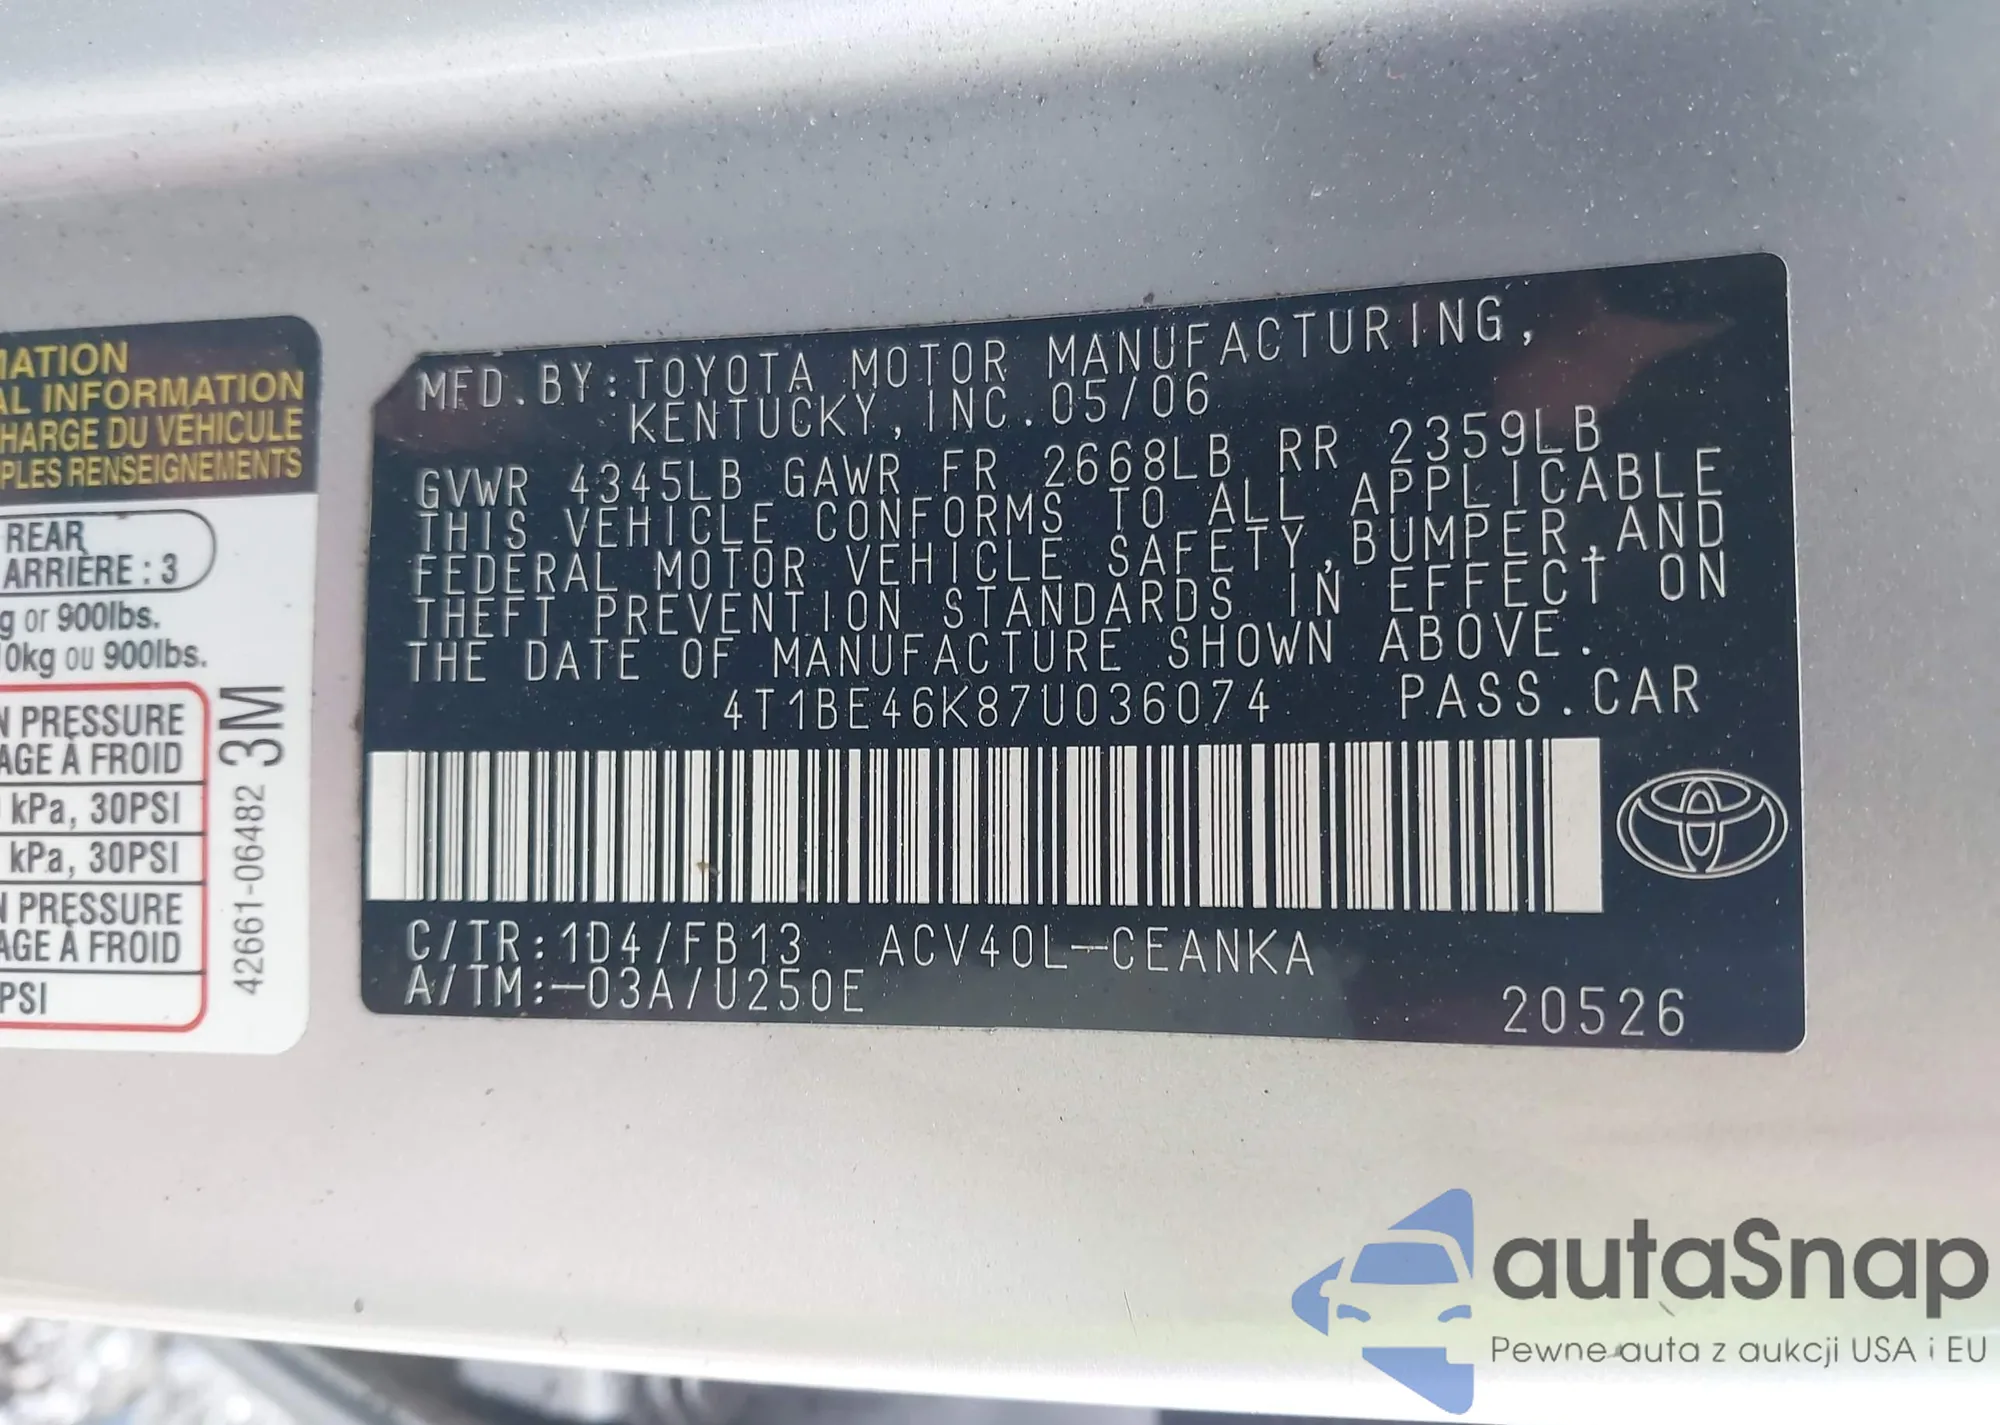 MATION
AL INFORMATION
HARGE DU VÉHICULE
PLES RENSEIGNEMENTS
REAR
ARRIÈRE : 3
g or 900lbs.
0kg ou 900lbs.
N PRESSURE
AGE À FROID
kPa, 30PSI
kPa, 30PSI
N PRESSURE
AGE À FROID
PSI
42661-06482 3M
MFD.BY:TOYOTA MOTOR MANUFACTURING,
KENTUCKY,INC.05/06
GVWR 4345LB GAWR FR 2668LB RR 2359LB
THIS VEHICLE CONFORMS TO ALL APPLICABLE
FEDERAL MOTOR VEHICLE SAFETY,BUMPER,AND
THEFT PREVENTION STANDARDS IN EFFECT ON
THE DATE OF MANUFACTURE SHOWN ABOVE.
4T1BE46K87U036074 PASS.CAR
C/TR:1D4/FB13 ACV40L-CEANKA
A/TM:-03A/U250E
20526
autaSnap
Pewne auta z aukcji USA i EU